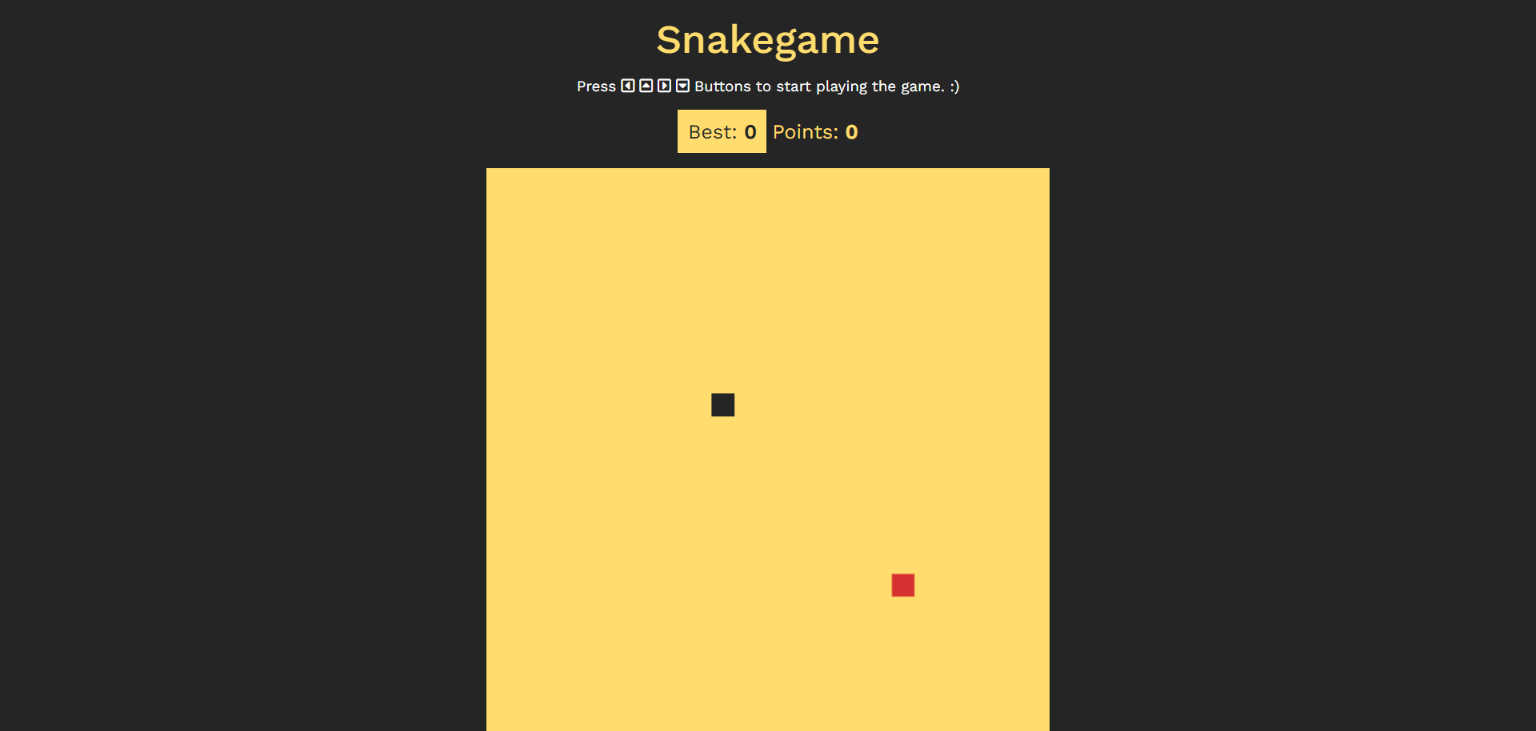 Snakegame
Press Buttons to start playing the game. :)
Best: 0 Points: 0